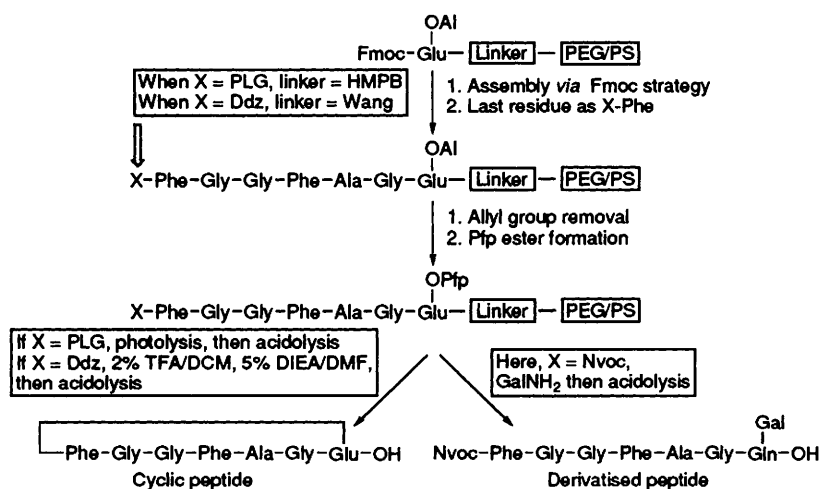 OAl
Fmoc-Glu-Linker-PEG/PS
When X = PLG, linker = HMPB
When X = Ddz, linker = Wang
1. Assembly via Fmoc strategy
2. Last residue as X-Phe
OAl
X-Phe-Gly-Gly-Phe-Ala-Gly-Glu-Linker-PEG/PS
1. Allyl group removal
2. Pfp ester formation
OPfp
X-Phe-Gly-Gly-Phe-Ala-Gly-Glu-Linker-PEG/PS
If X = PLG, photolysis, then acidolysis
If X = Ddz, 2% TFA/DCM, 5% DIEA/DMF,
then acidolysis
Here, X = Nvoc,
GalNH2 then acidolysis
Phe-Gly-Gly-Phe-Ala-Gly-Glu-OH
Cyclic peptide
Gal
Nvoc-Phe-Gly-Gly-Phe-Ala-Gly-Gln-OH
Derivatised peptide